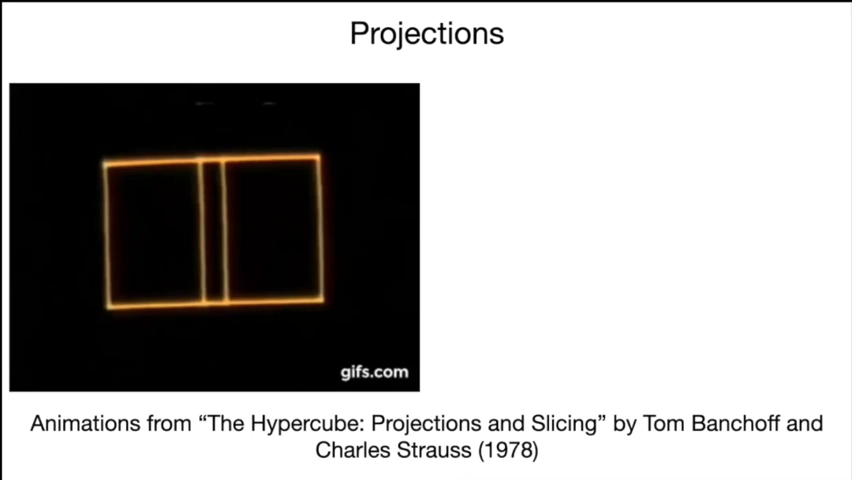 Projections
gifs.com
Animations from “The Hypercube: Projections and Slicing” by Tom Banchoff and
Charles Strauss (1978)